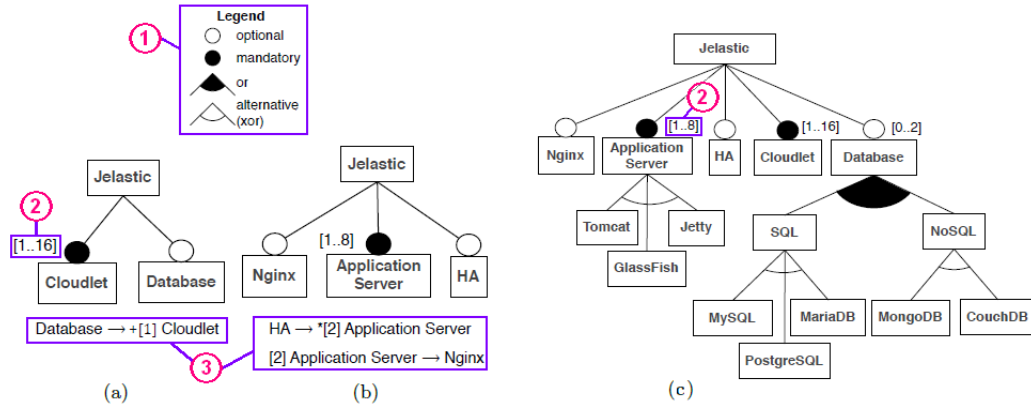 1
Legend
optional
mandatory
or
alternative
(xor)
2
Jelastic
[1..16]
Cloudlet
Database
Database → +[1] Cloudlet
(a)
Jelastic
[1..8]
Nginx
Application
Server
HA
HA → *[2] Application Server
[2] Application Server → Nginx
3
(b)
Jelastic
2
[1..8]
[1..16]
[0..2]
Nginx
Application
Server
HA
Cloudlet
Database
Tomcat
Jetty
GlassFish
SQL
NoSQL
MySQL
MariaDB
MongoDB
CouchDB
PostgreSQL
(c)